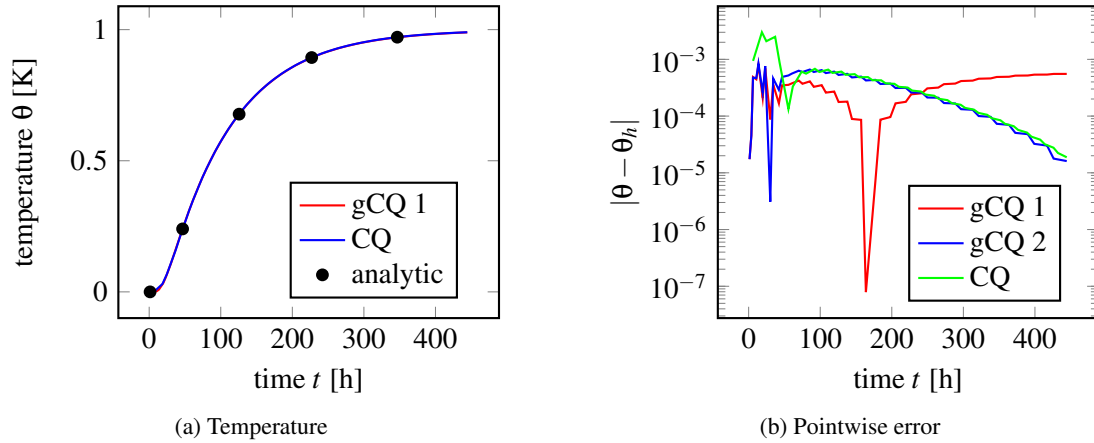 1
0.5
0
temperature θ [K]
gCQ 1
CQ
analytic
0 100 200 300 400
time t [h]
(a) Temperature
10⁻³
10⁻⁴
10⁻⁵
10⁻⁶
10⁻⁷
|θ − θₕ|
gCQ 1
gCQ 2
CQ
0 100 200 300 400
time t [h]
(b) Pointwise error